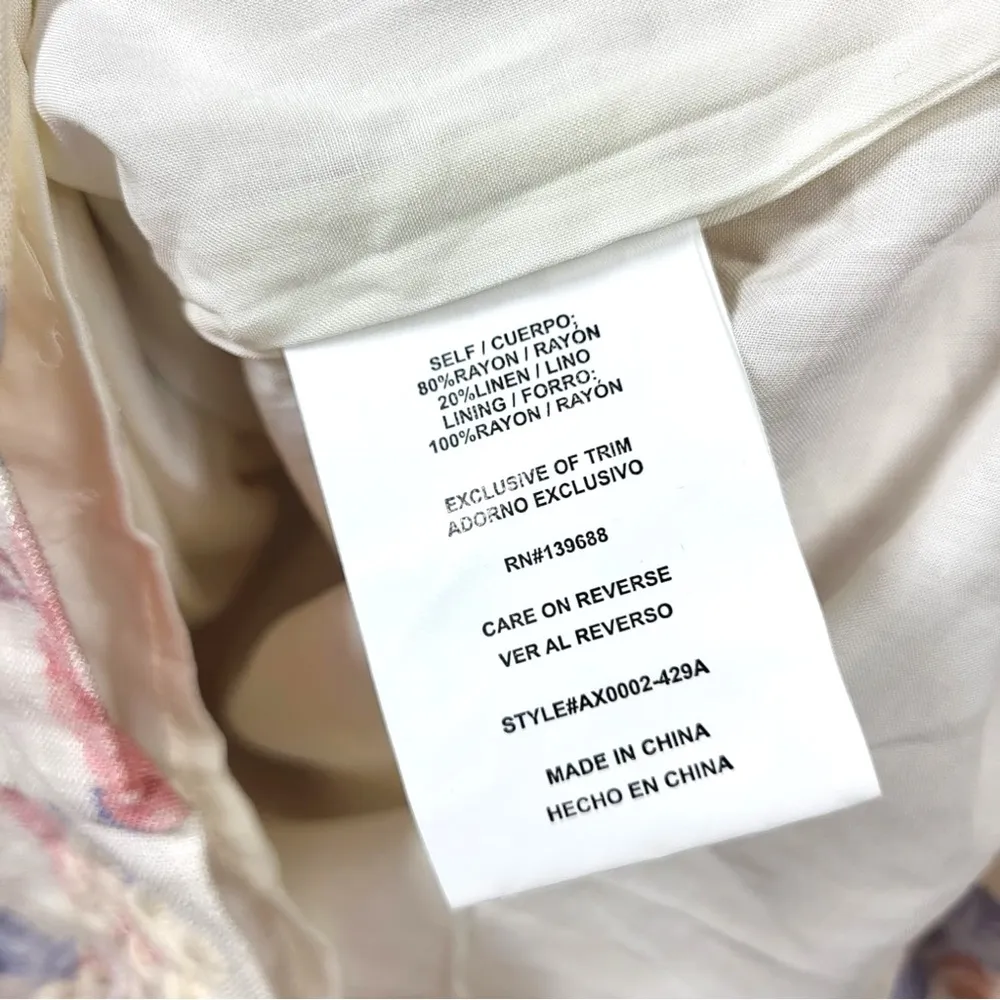 SELF / CUERPO;
80%RAYON / RAYÓN
20%LINEN / LINO
LINING / FORRO:
100%RAYON / RAYÓN
EXCLUSIVE OF TRIM
ADORNO EXCLUSIVO
RN#139688
CARE ON REVERSE
VER AL REVERSO
STYLE#AX0002-429A
MADE IN CHINA
HECHO EN CHINA